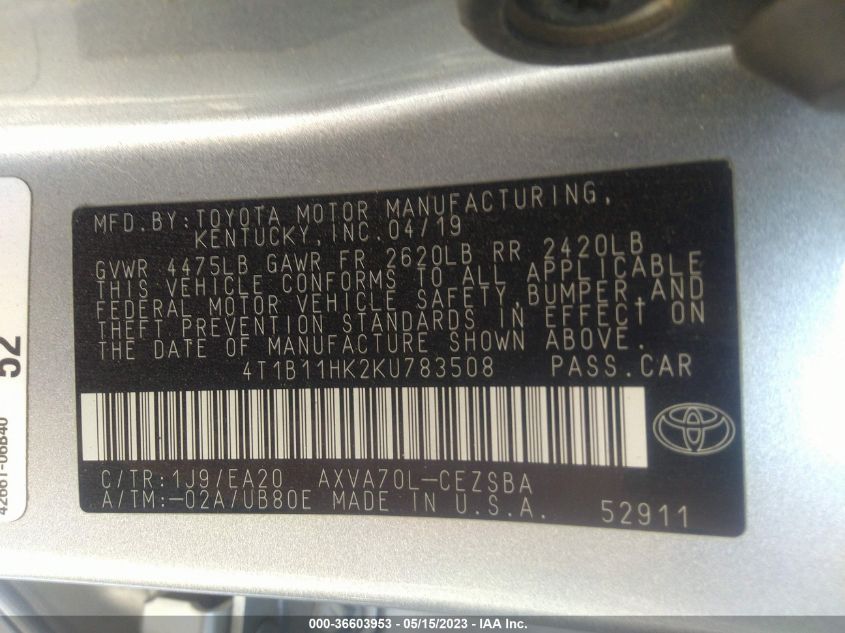 MFD. BY: TOYOTA MOTOR MANUFACTURING,
KENTUCKY, INC. 04/19
GVWR 4475LB GAWR FR 2620LB RR 2420LB
THIS VEHICLE CONFORMS TO ALL APPLICABLE
FEDERAL MOTOR VEHICLE SAFETY, BUMPER, AND
THEFT PREVENTION STANDARDS IN EFFECT ON
THE DATE OF MANUFACTURE SHOWN ABOVE.
4T1B11HK2KU783508 PASS. CAR
C/TR: 1J9/EA20 AXVA70L-CEZSBA
A/TM: -02A/UB80E MADE IN U.S.A. 52911
52
42661-06B40
000-36603953 - 05/15/2023 - IAA Inc.